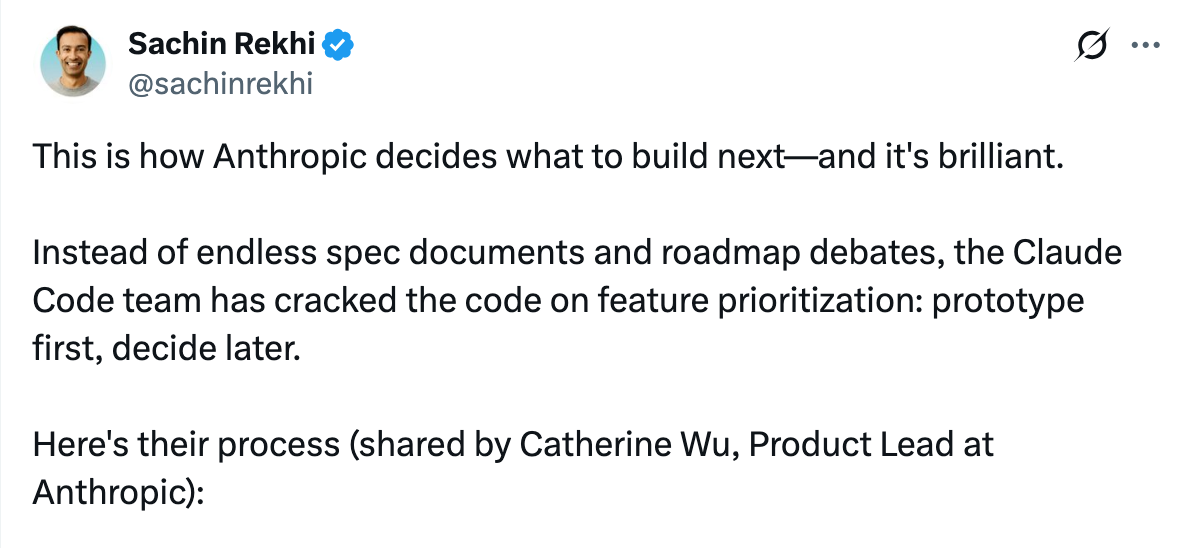 Sachin Rekhi
@sachinrekhi
This is how Anthropic decides what to build next—and it's brilliant.
Instead of endless spec documents and roadmap debates, the Claude
Code team has cracked the code on feature prioritization: prototype
first, decide later.
Here's their process (shared by Catherine Wu, Product Lead at
Anthropic):